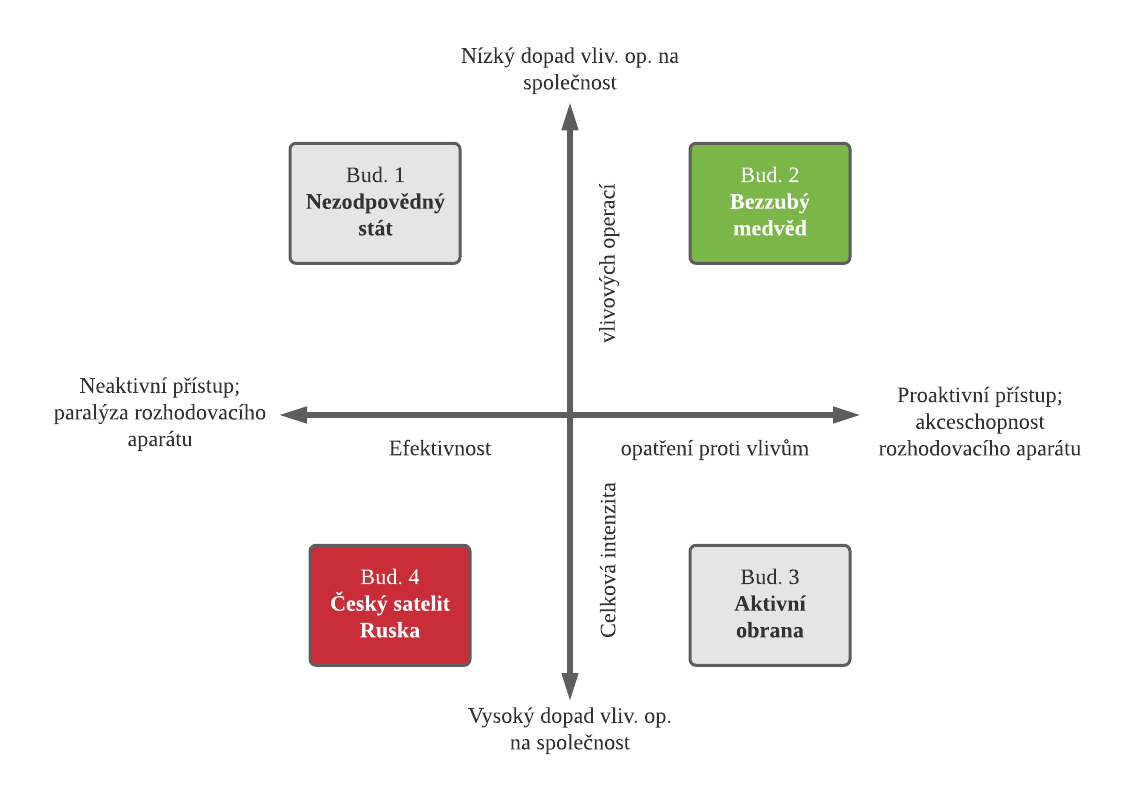 Nízký dopad vliv. op. na
společnost
Bud. 1
Nezodpovědný
stát
Bud. 2
Bezzubý
medvěd
vlivových operací
Neaktivní přístup;
paralýza rozhodovacího
aparátu
Proaktivní přístup;
akceschopnost
rozhodovacího aparátu
Efektivnost
opatření proti vlivům
Celková intenzita
Bud. 4
Český satelit
Ruska
Bud. 3
Aktivní
obrana
Vysoký dopad vliv. op.
na společnost